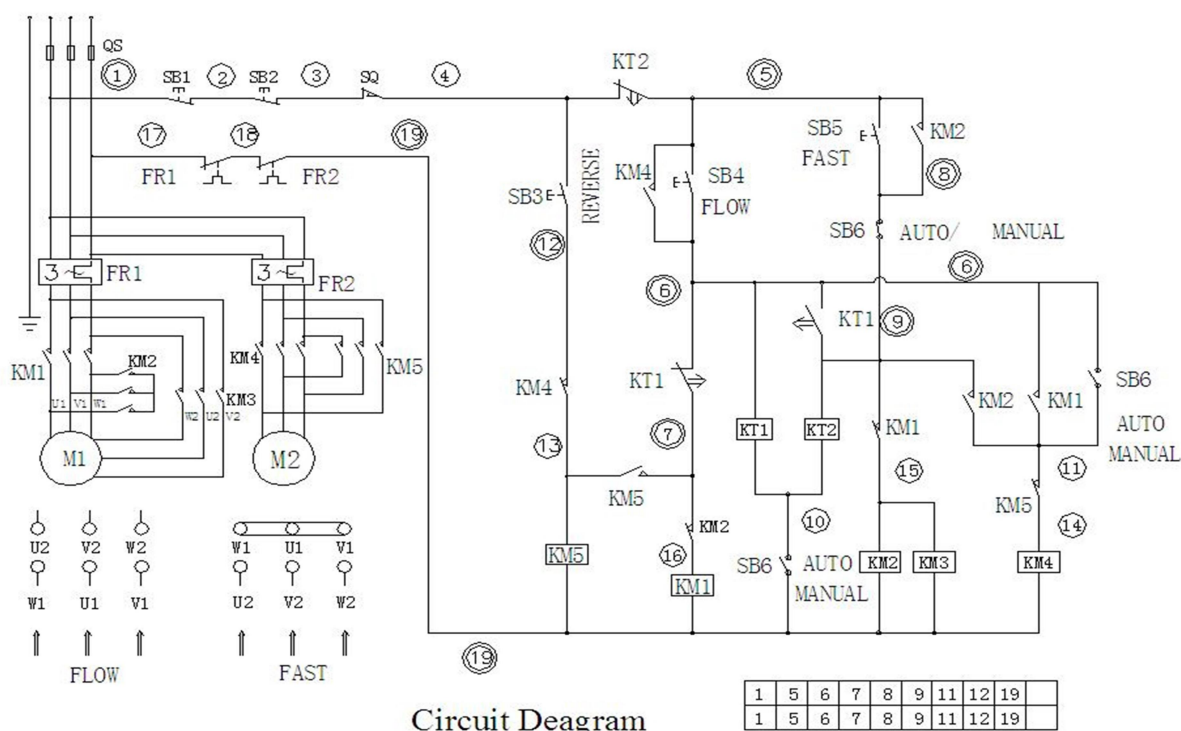 QS
1
SB1
2
SB2
3
SQ
4
KT2
5
17
18
19
FR1
FR2
SB5
FAST
KM2
8
KM4
SB4
FLOW
SB3
REVERSE
12
SB6
AUTO/ MANUAL
6
3
FR1
3
FR2
6
KT1
9
KM1
KM2
KM3
U1 V1 W1
W2 U2 V2
KM4
KM5
KM4
KT1
KM2
KM1
SB6
AUTO
MANUAL
M1
M2
13
7
KT1
KT2
KM1
15
11
KM5
KM5
14
10
U2 V2 W2
W1 U1 V1
KM5
16
KM2
KM1
SB6
AUTO
MANUAL
KM2
KM3
KM4
W1 U1 V1
U2 V2 W2
FLOW
FAST
19
Circuit Deagram
1 5 6 7 8 9 11 12 19
1 5 6 7 8 9 11 12 19